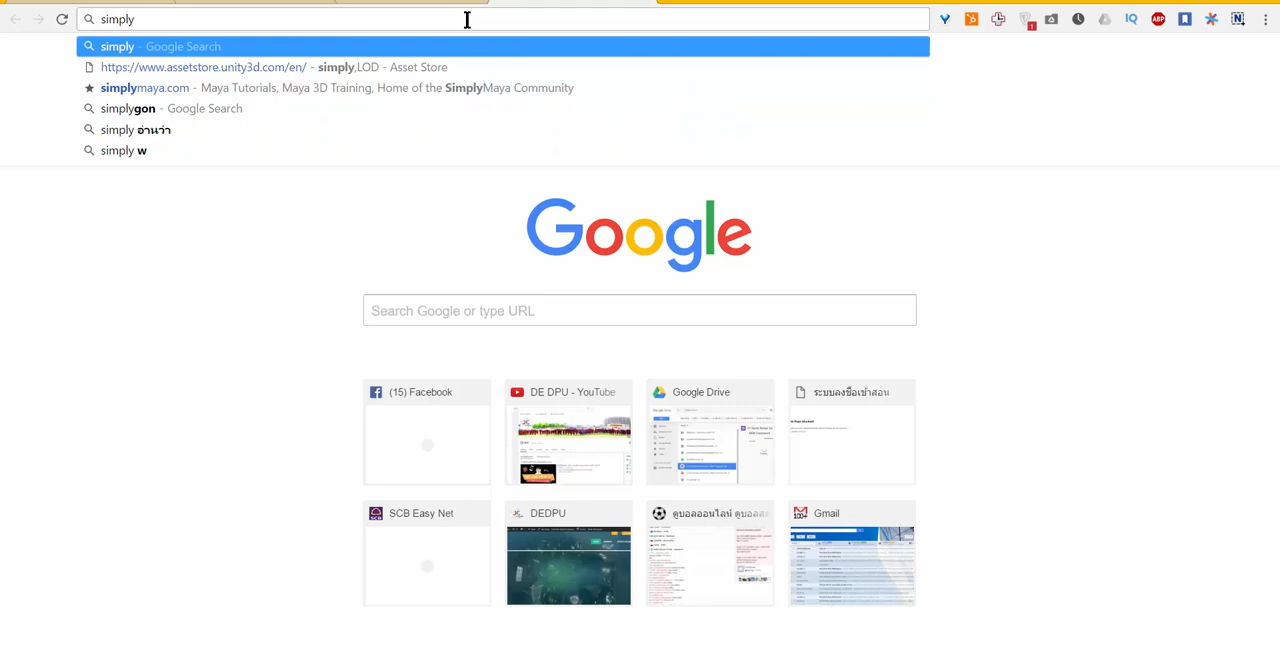 simply
simply - Google Search
https://www.assetstore.unity3d.com/en/ - simply,LOD - Asset Store
simplymaya.com - Maya Tutorials, Maya 3D Training, Home of the SimplyMaya Community
simplygon - Google Search
simply อ่านว่า
simply w
Google
Search Google or type URL
(15) Facebook
DE DPU - YouTube
Google Drive
ระบบลงชื่อเข้าสอน
SCB Easy Net
DEDPU
ดูบอลออนไลน์ ดูบอลส
Gmail